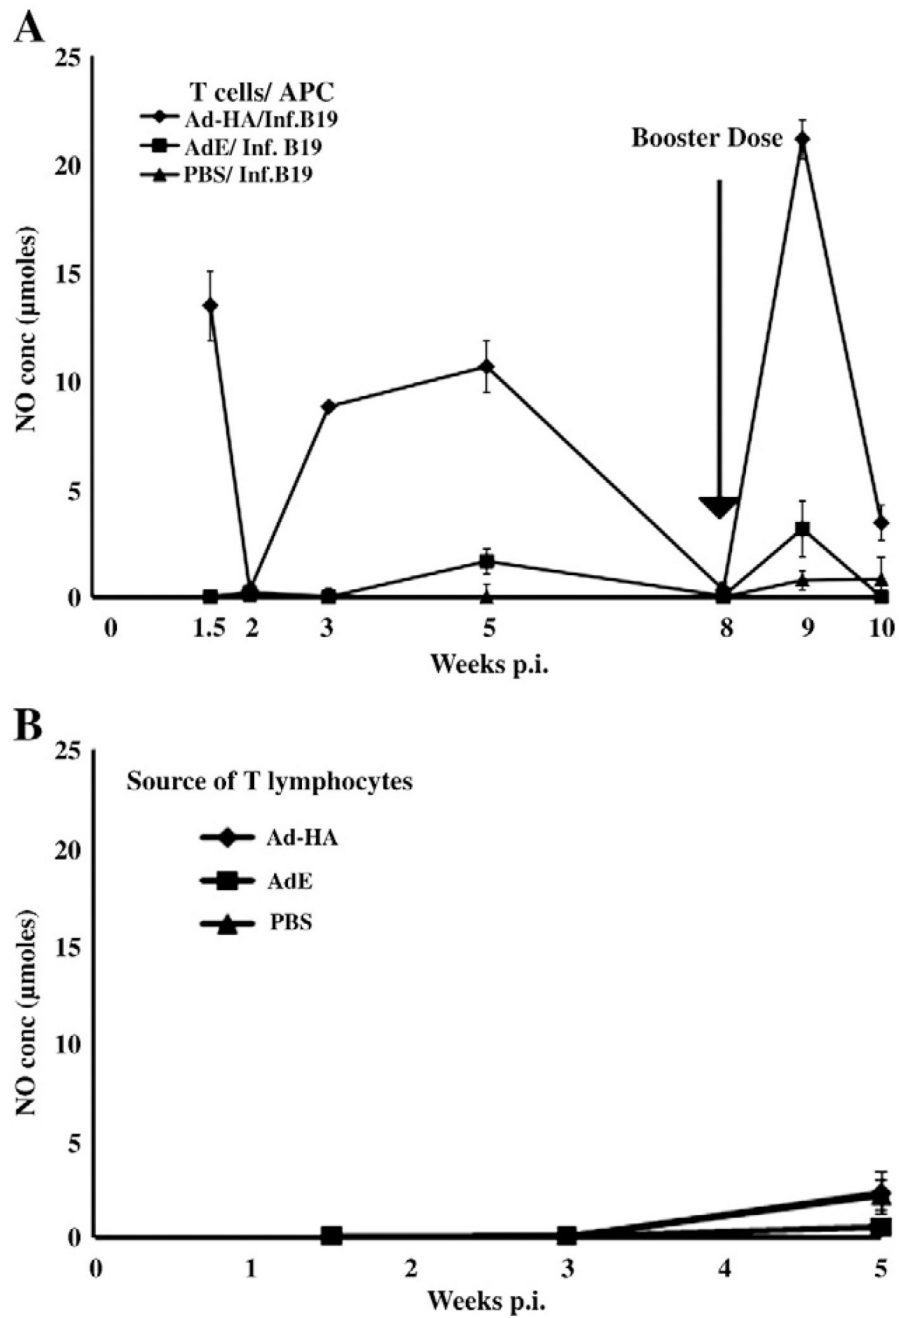 A
25
20
15
10
5
0
NO conc (μmoles)
T cells/ APC
Ad-HA/Inf.B19
AdE/ Inf. B19
PBS/ Inf.B19
Booster Dose
0 1.5 2 3 5 8 9 10
Weeks p.i.
B
25
20
15
10
5
0
NO conc (μmoles)
Source of T lymphocytes
Ad-HA
AdE
PBS
0 1 2 3 4 5
Weeks p.i.